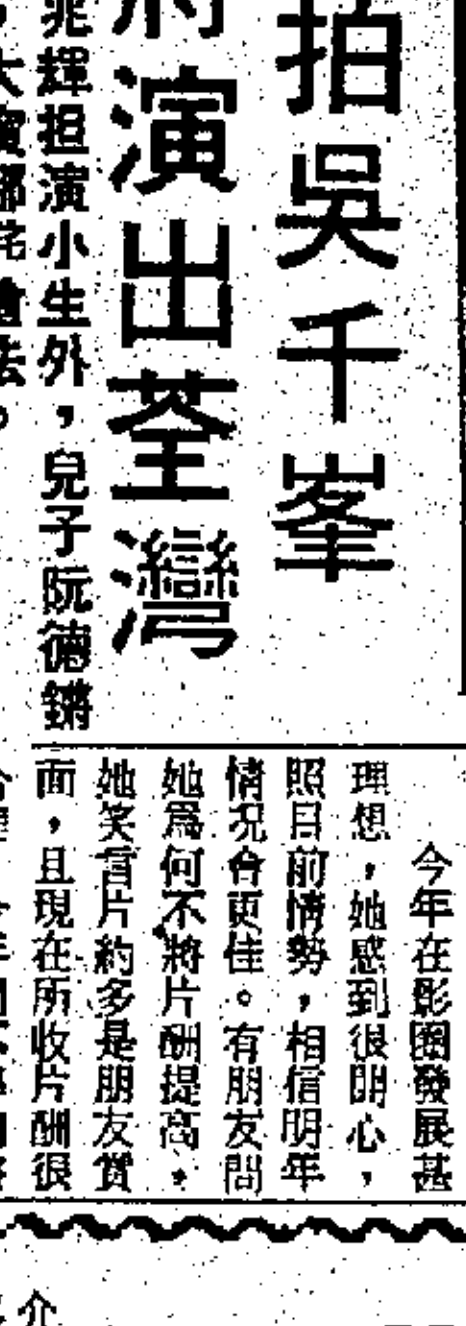 拍吳千峯
演出荃灣
兆輝担演小生外，兒子阮德鏘
今年在影圈發展甚
理想，她感到很開心，
照目前情勢，相信明年
情况會更佳。有朋友問
她爲何不將片酬提高，
她笑言片約多是朋友賞
面，且現在所收片酬很
介